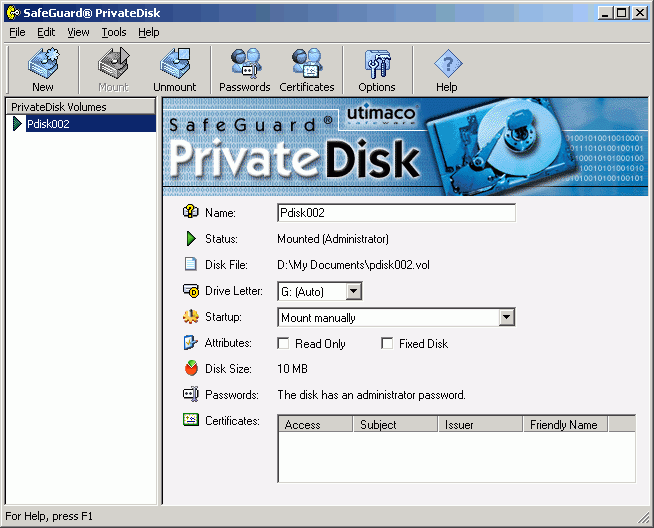 SafeGuard® PrivateDisk
File Edit View Tools Help
New Mount Unmount Passwords Certificates Options Help
PrivateDisk Volumes
Pdisk002
SafeGuard® utimaco
software
PrivateDisk
Name: Pdisk002
Status: Mounted (Administrator)
Disk File: D:\My Documents\pdisk002.vol
Drive Letter: G: (Auto)
Startup: Mount manually
Attributes: Read Only Fixed Disk
Disk Size: 10 MB
Passwords: The disk has an administrator password.
Certificates: Access Subject Issuer Friendly Name
For Help, press F1